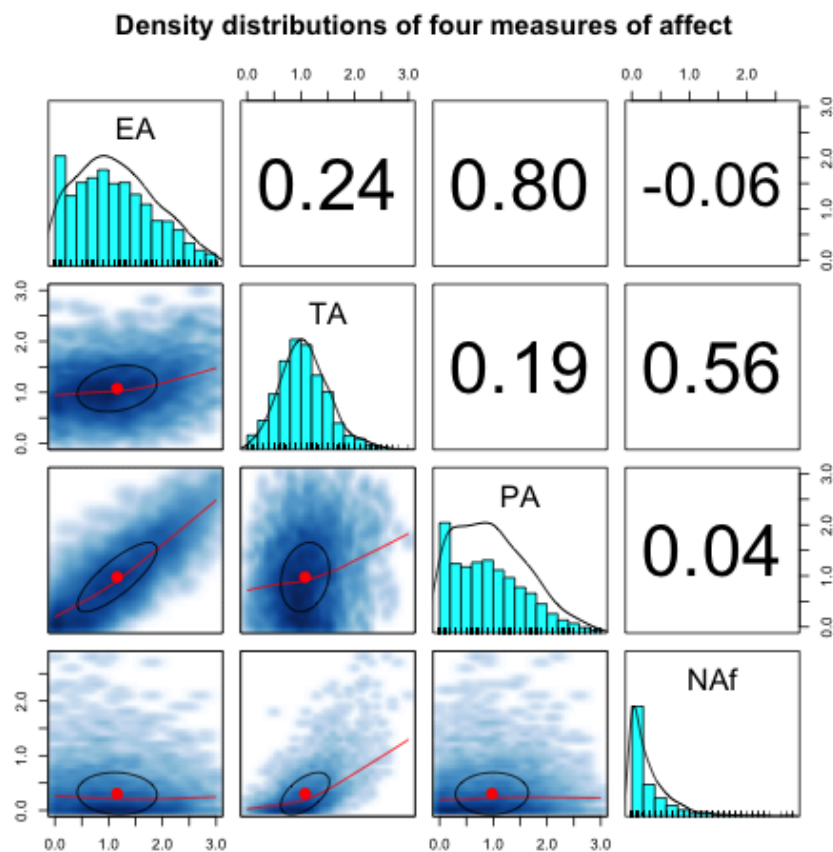 Density distributions of four measures of affect
0.0 1.0 2.0 3.0 0.0 1.0 2.0
EA 0.24 0.80 -0.06
0.0 1.0 2.0 3.0
0.0 1.0 2.0 3.0
TA 0.19 0.56
PA 0.04
0.0 1.0 2.0 3.0
0.0 1.0 2.0
NAf
0.0 1.0 2.0 3.0 0.0 1.0 2.0 3.0